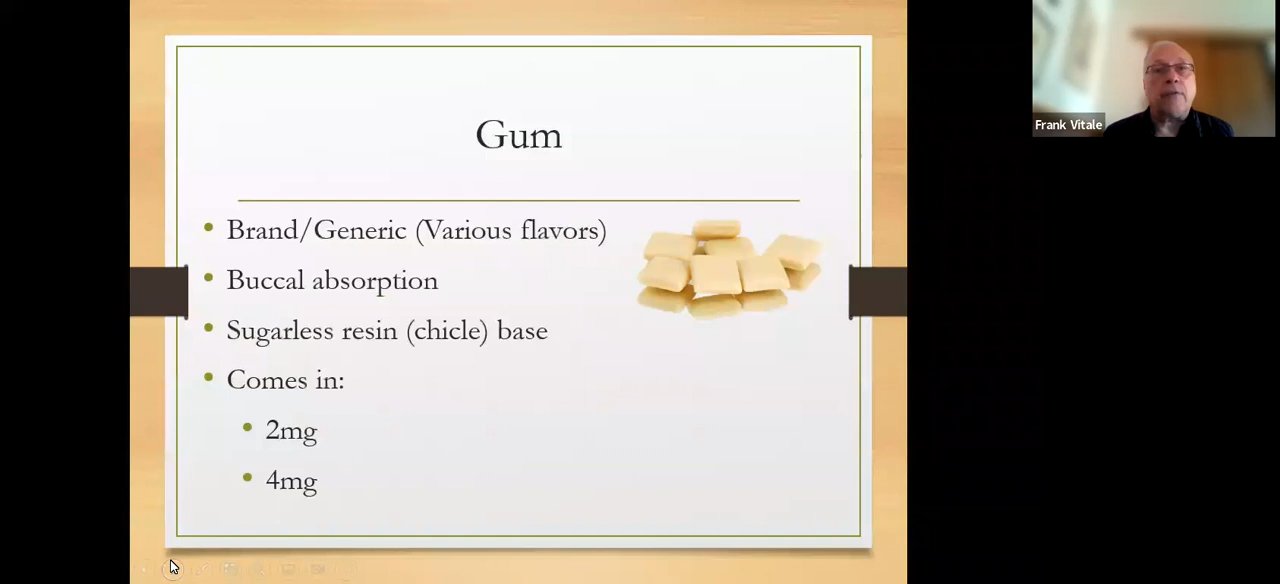 Gum
Brand/Generic (Various flavors)
Buccal absorption
Sugarless resin (chicle) base
Comes in:
2mg
4mg
Frank Vitale